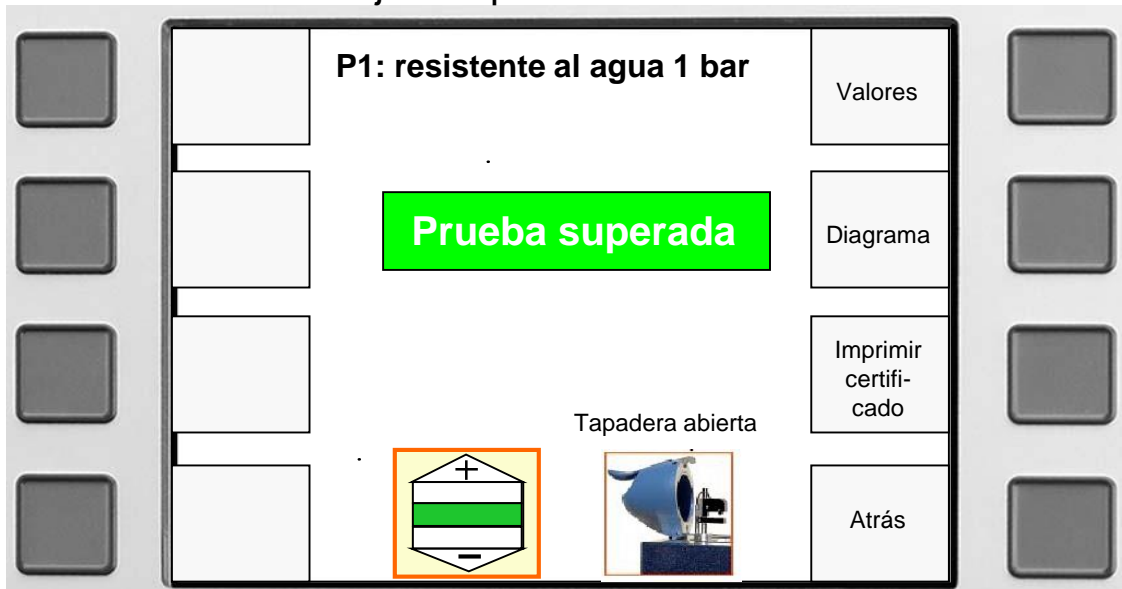 P1: resistente al agua 1 bar
Valores
Prueba superada
Diagrama
Imprimir
certifi-
cado
Tapadera abierta
+
−
Atrás